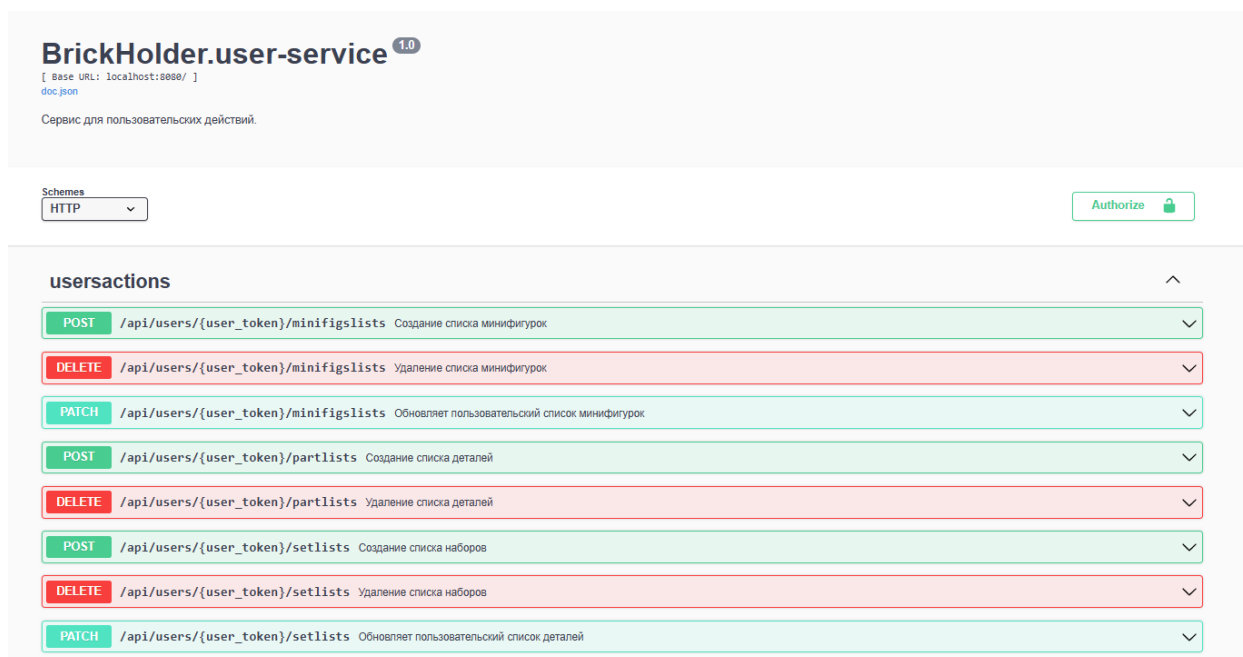 BrickHolder.user-service 1.0
[ Base URL: localhost:8080/ ]
doc.json
Сервис для пользовательских действий.
Schemes
HTTP
Authorize
usersactions
POST /api/users/{user_token}/minifigslists Создание списка минифигурок
DELETE /api/users/{user_token}/minifigslists Удаление списка минифигурок
PATCH /api/users/{user_token}/minifigslists Обновляет пользовательский список минифигурок
POST /api/users/{user_token}/partlists Создание списка деталей
DELETE /api/users/{user_token}/partlists Удаление списка деталей
POST /api/users/{user_token}/setlists Создание списка наборов
DELETE /api/users/{user_token}/setlists Удаление списка наборов
PATCH /api/users/{user_token}/setlists Обновляет пользовательский список деталей